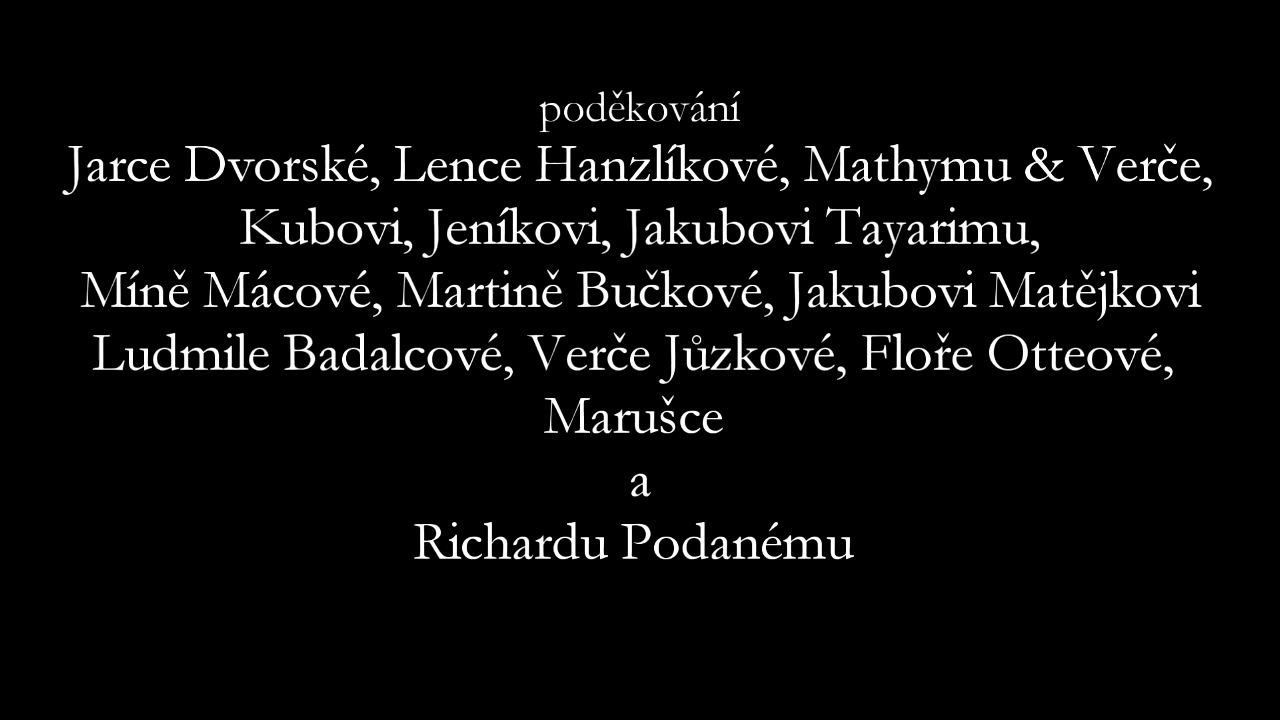 poděkování
Jarce Dvorské, Lence Hanzlíkové, Mathymu & Verče,
Kubovi, Jeníkovi, Jakubovi Tayarimu,
Míně Mácové, Martině Bučkové, Jakubovi Matějkovi
Ludmile Badalcové, Verče Jůzkové, Floře Otteové,
Marušce
a
Richardu Podanému